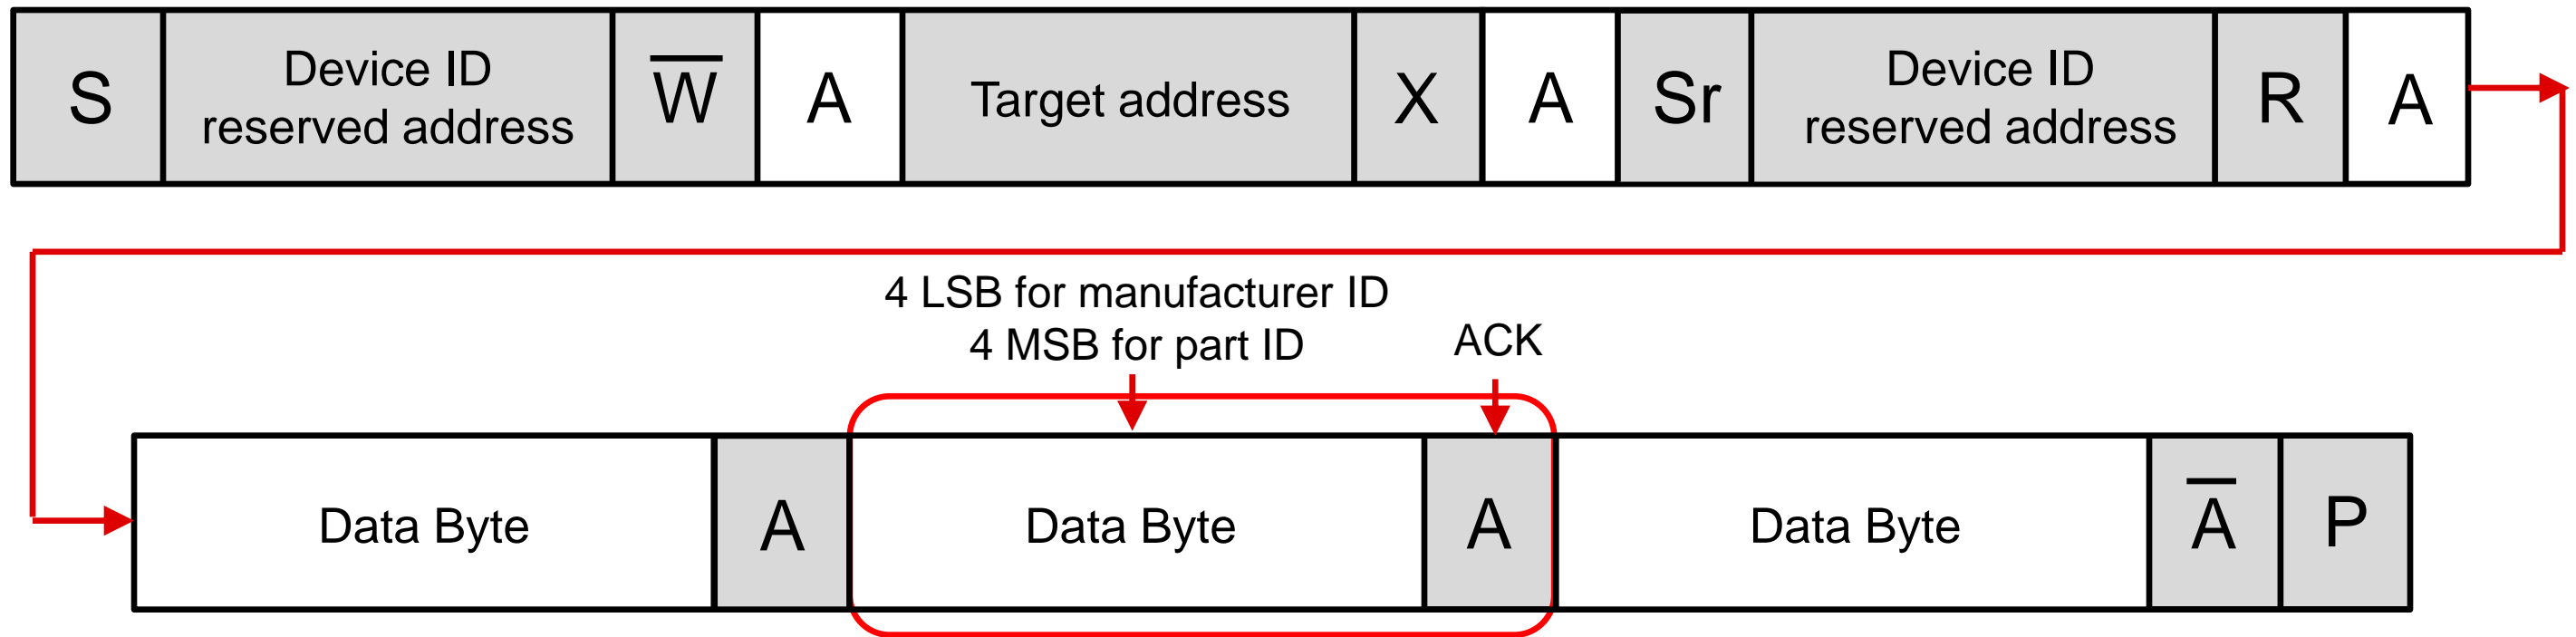 S
Device ID
reserved address
W̅
A
Target address
X
A
Sr
Device ID
reserved address
R
A
4 LSB for manufacturer ID
4 MSB for part ID
ACK
Data Byte
A
Data Byte
A
Data Byte
A̅
P